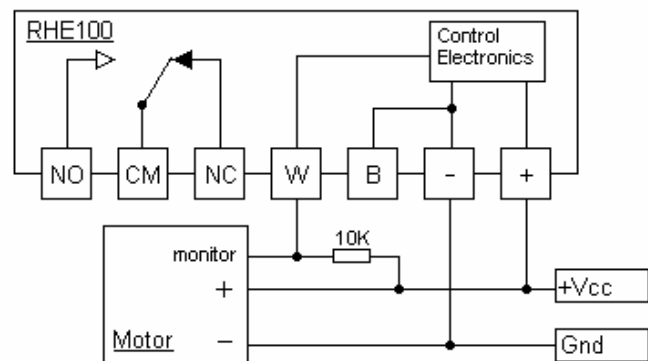 RHE100
Control
Electronics
NO
CM
NC
W
B
-
+
monitor
10K
+
+Vcc
Motor
−
Gnd